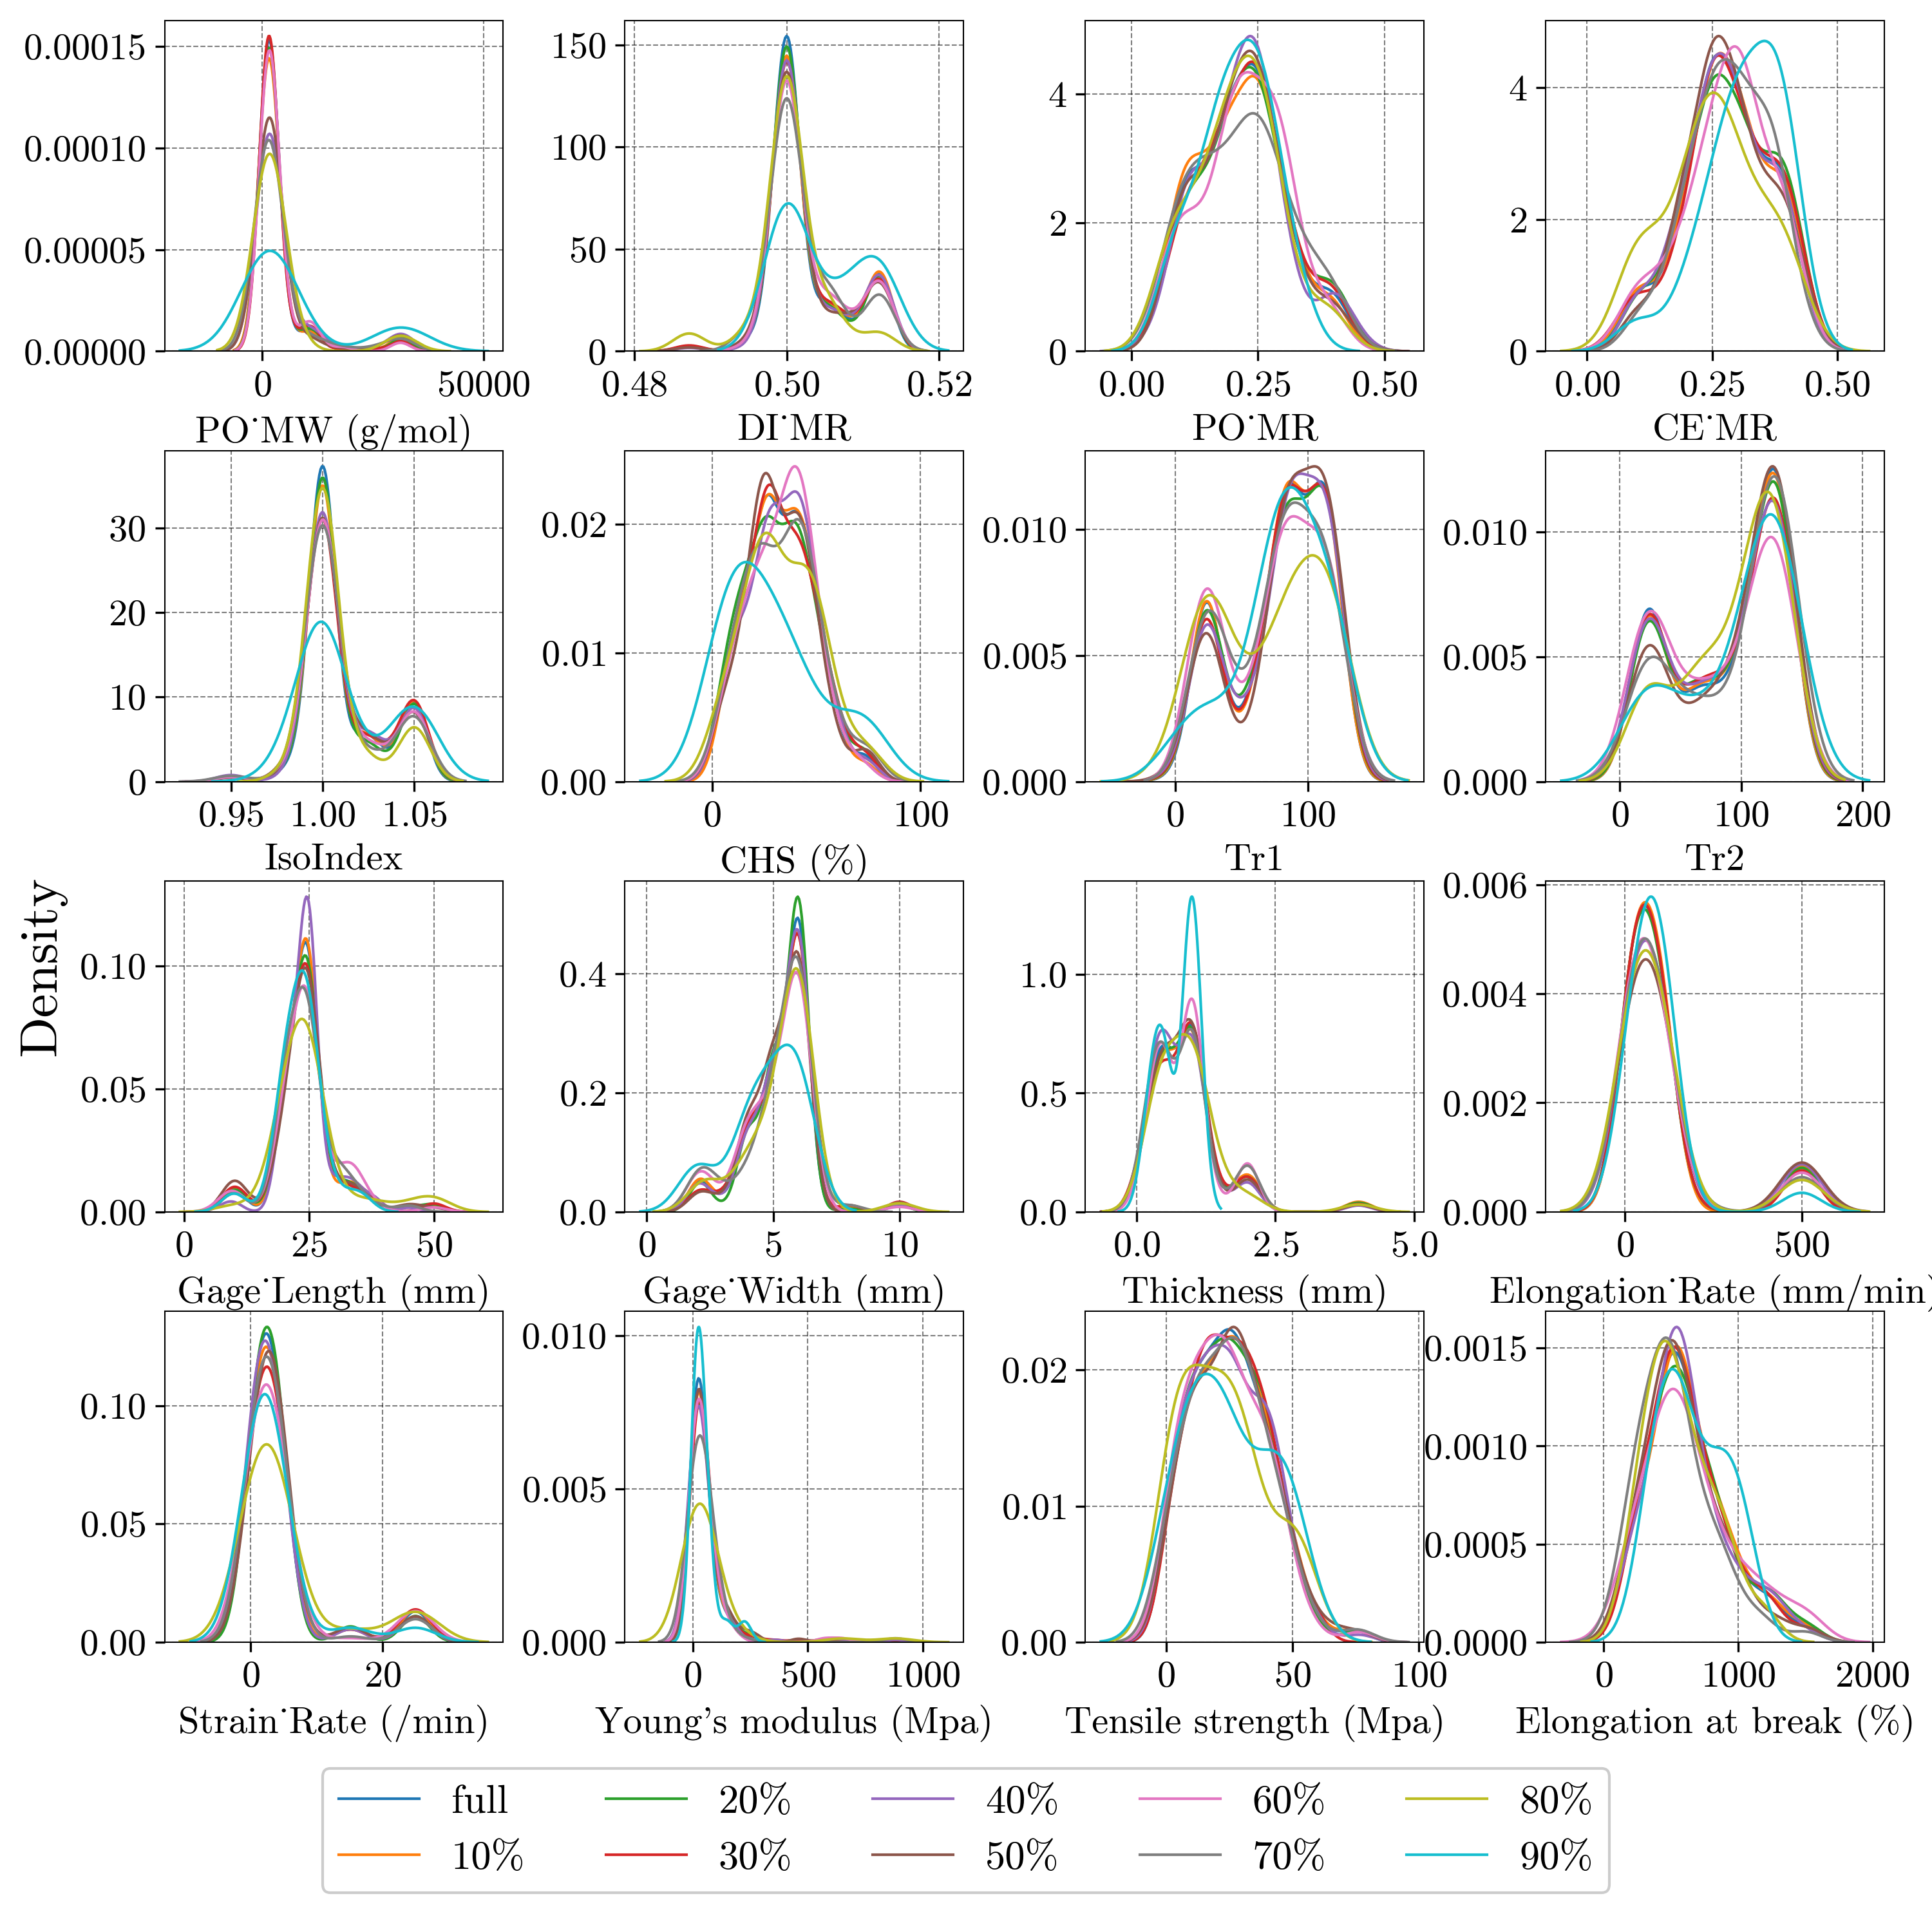 0.00015
0.00010
0.00005
0.00000
0 50000
PO˙MW (g/mol)
150
100
50
0
0.48 0.50 0.52
DI˙MR
4
2
0
0.00 0.25 0.50
PO˙MR
4
2
0
0.00 0.25 0.50
CE˙MR
30
20
10
0
0.95 1.00 1.05
IsoIndex
0.02
0.01
0.00
0 100
CHS (%)
0.010
0.005
0.000
0 100
Tr1
0.010
0.005
0.000
0 100 200
Tr2
Density
0.10
0.05
0.00
0 25 50
Gage˙Length (mm)
0.4
0.2
0.0
0 5 10
Gage˙Width (mm)
1.0
0.5
0.0
0.0 2.5 5.0
Thickness (mm)
0.006
0.004
0.002
0.000
0 500
Elongation˙Rate (mm/min)
0.10
0.05
0.00
0 20
Strain˙Rate (/min)
0.010
0.005
0.000
0 500 1000
Young's modulus (Mpa)
0.02
0.01
0.00
0 50 100
Tensile strength (Mpa)
0.0015
0.0010
0.0005
0.0000
0 1000 2000
Elongation at break (%)
full 20% 40% 60% 80%
10% 30% 50% 70% 90%